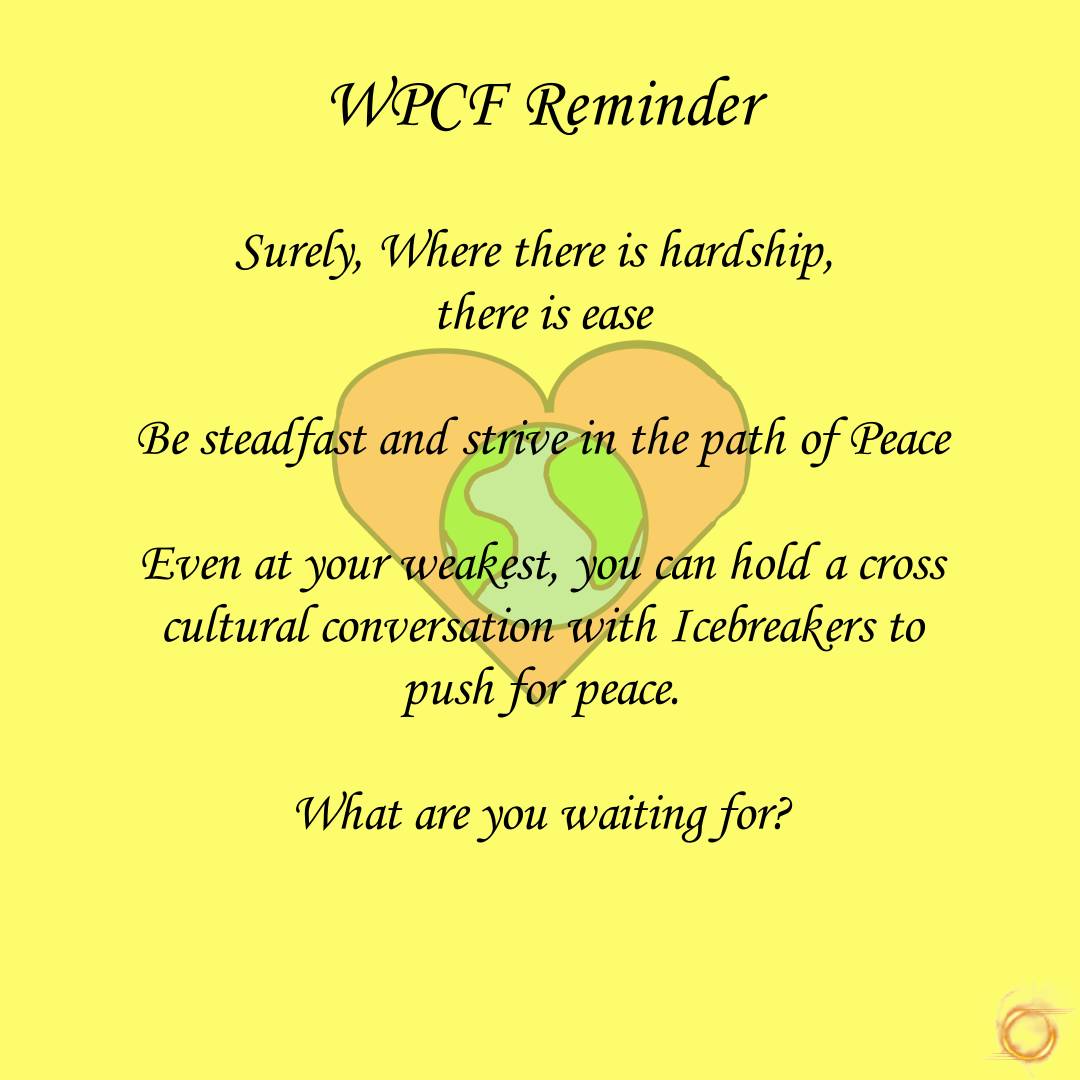 WPCF Reminder
Surely, Where there is hardship,
there is ease
Be steadfast and strive in the path of Peace
Even at your weakest, you can hold a cross
cultural conversation with Icebreakers to
push for peace.
What are you waiting for?